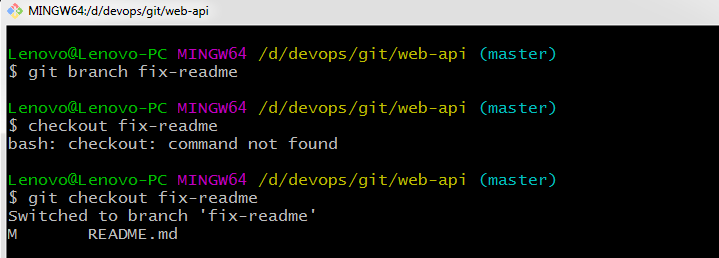 MINGW64:/d/devops/git/web-api
Lenovo@Lenovo-PC MINGW64 /d/devops/git/web-api (master)
$ git branch fix-readme
Lenovo@Lenovo-PC MINGW64 /d/devops/git/web-api (master)
$ checkout fix-readme
bash: checkout: command not found
Lenovo@Lenovo-PC MINGW64 /d/devops/git/web-api (master)
$ git checkout fix-readme
Switched to branch 'fix-readme'
M       README.md